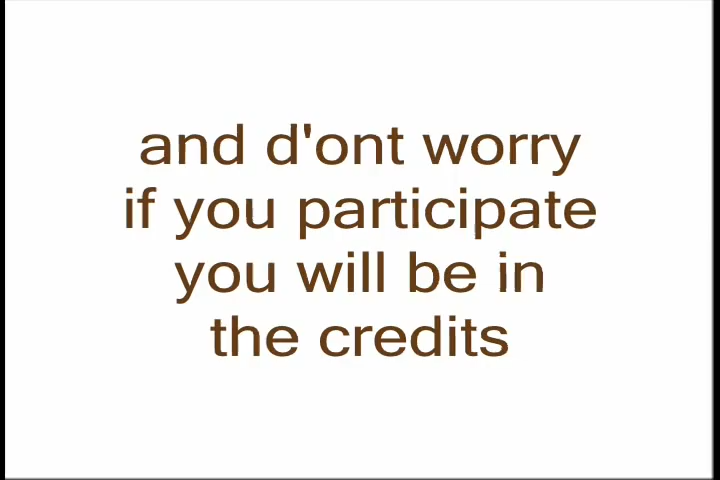 and d'ont worry
if you participate
you will be in
the credits